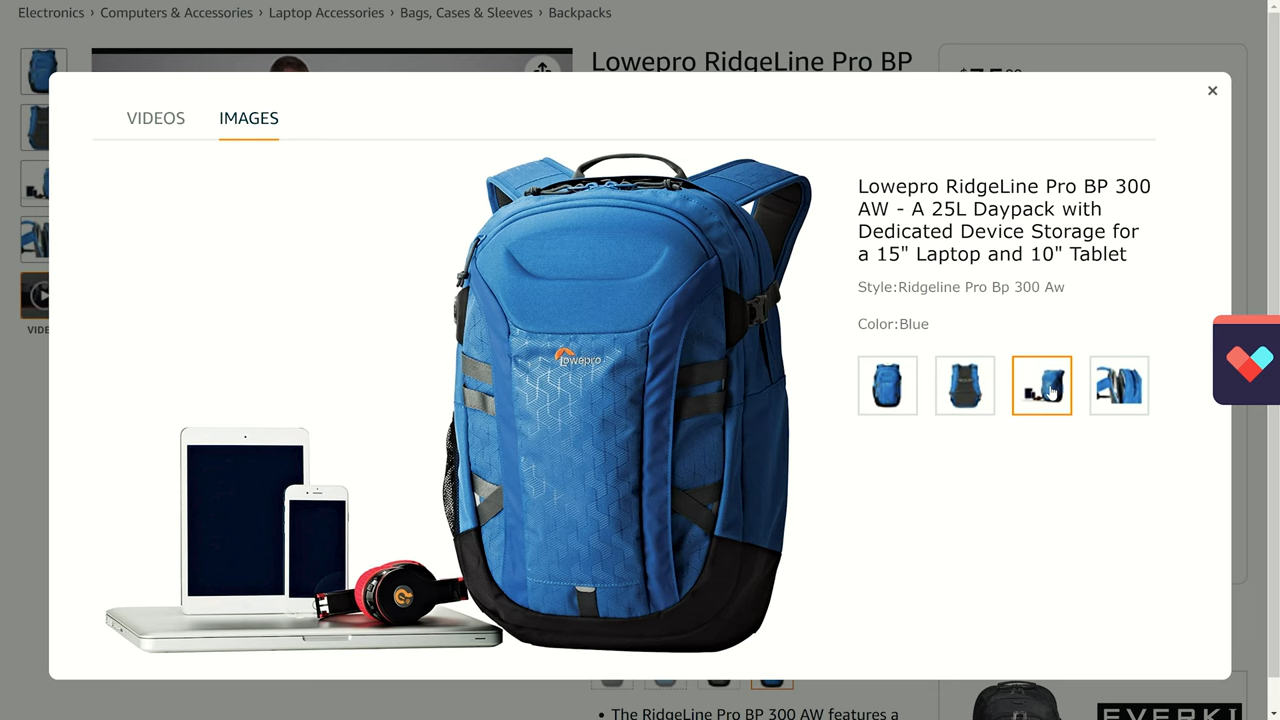 Electronics › Computers & Accessories › Laptop Accessories › Bags, Cases & Sleeves › Backpacks
Lowepro RidgeLine Pro BP
VIDEOS IMAGES
×
Lowepro RidgeLine Pro BP 300
AW - A 25L Daypack with
Dedicated Device Storage for
a 15" Laptop and 10" Tablet
Style:Ridgeline Pro Bp 300 Aw
Color:Blue
Lowepro
• The RidgeLine Pro BP 300 AW features a
EVERKI